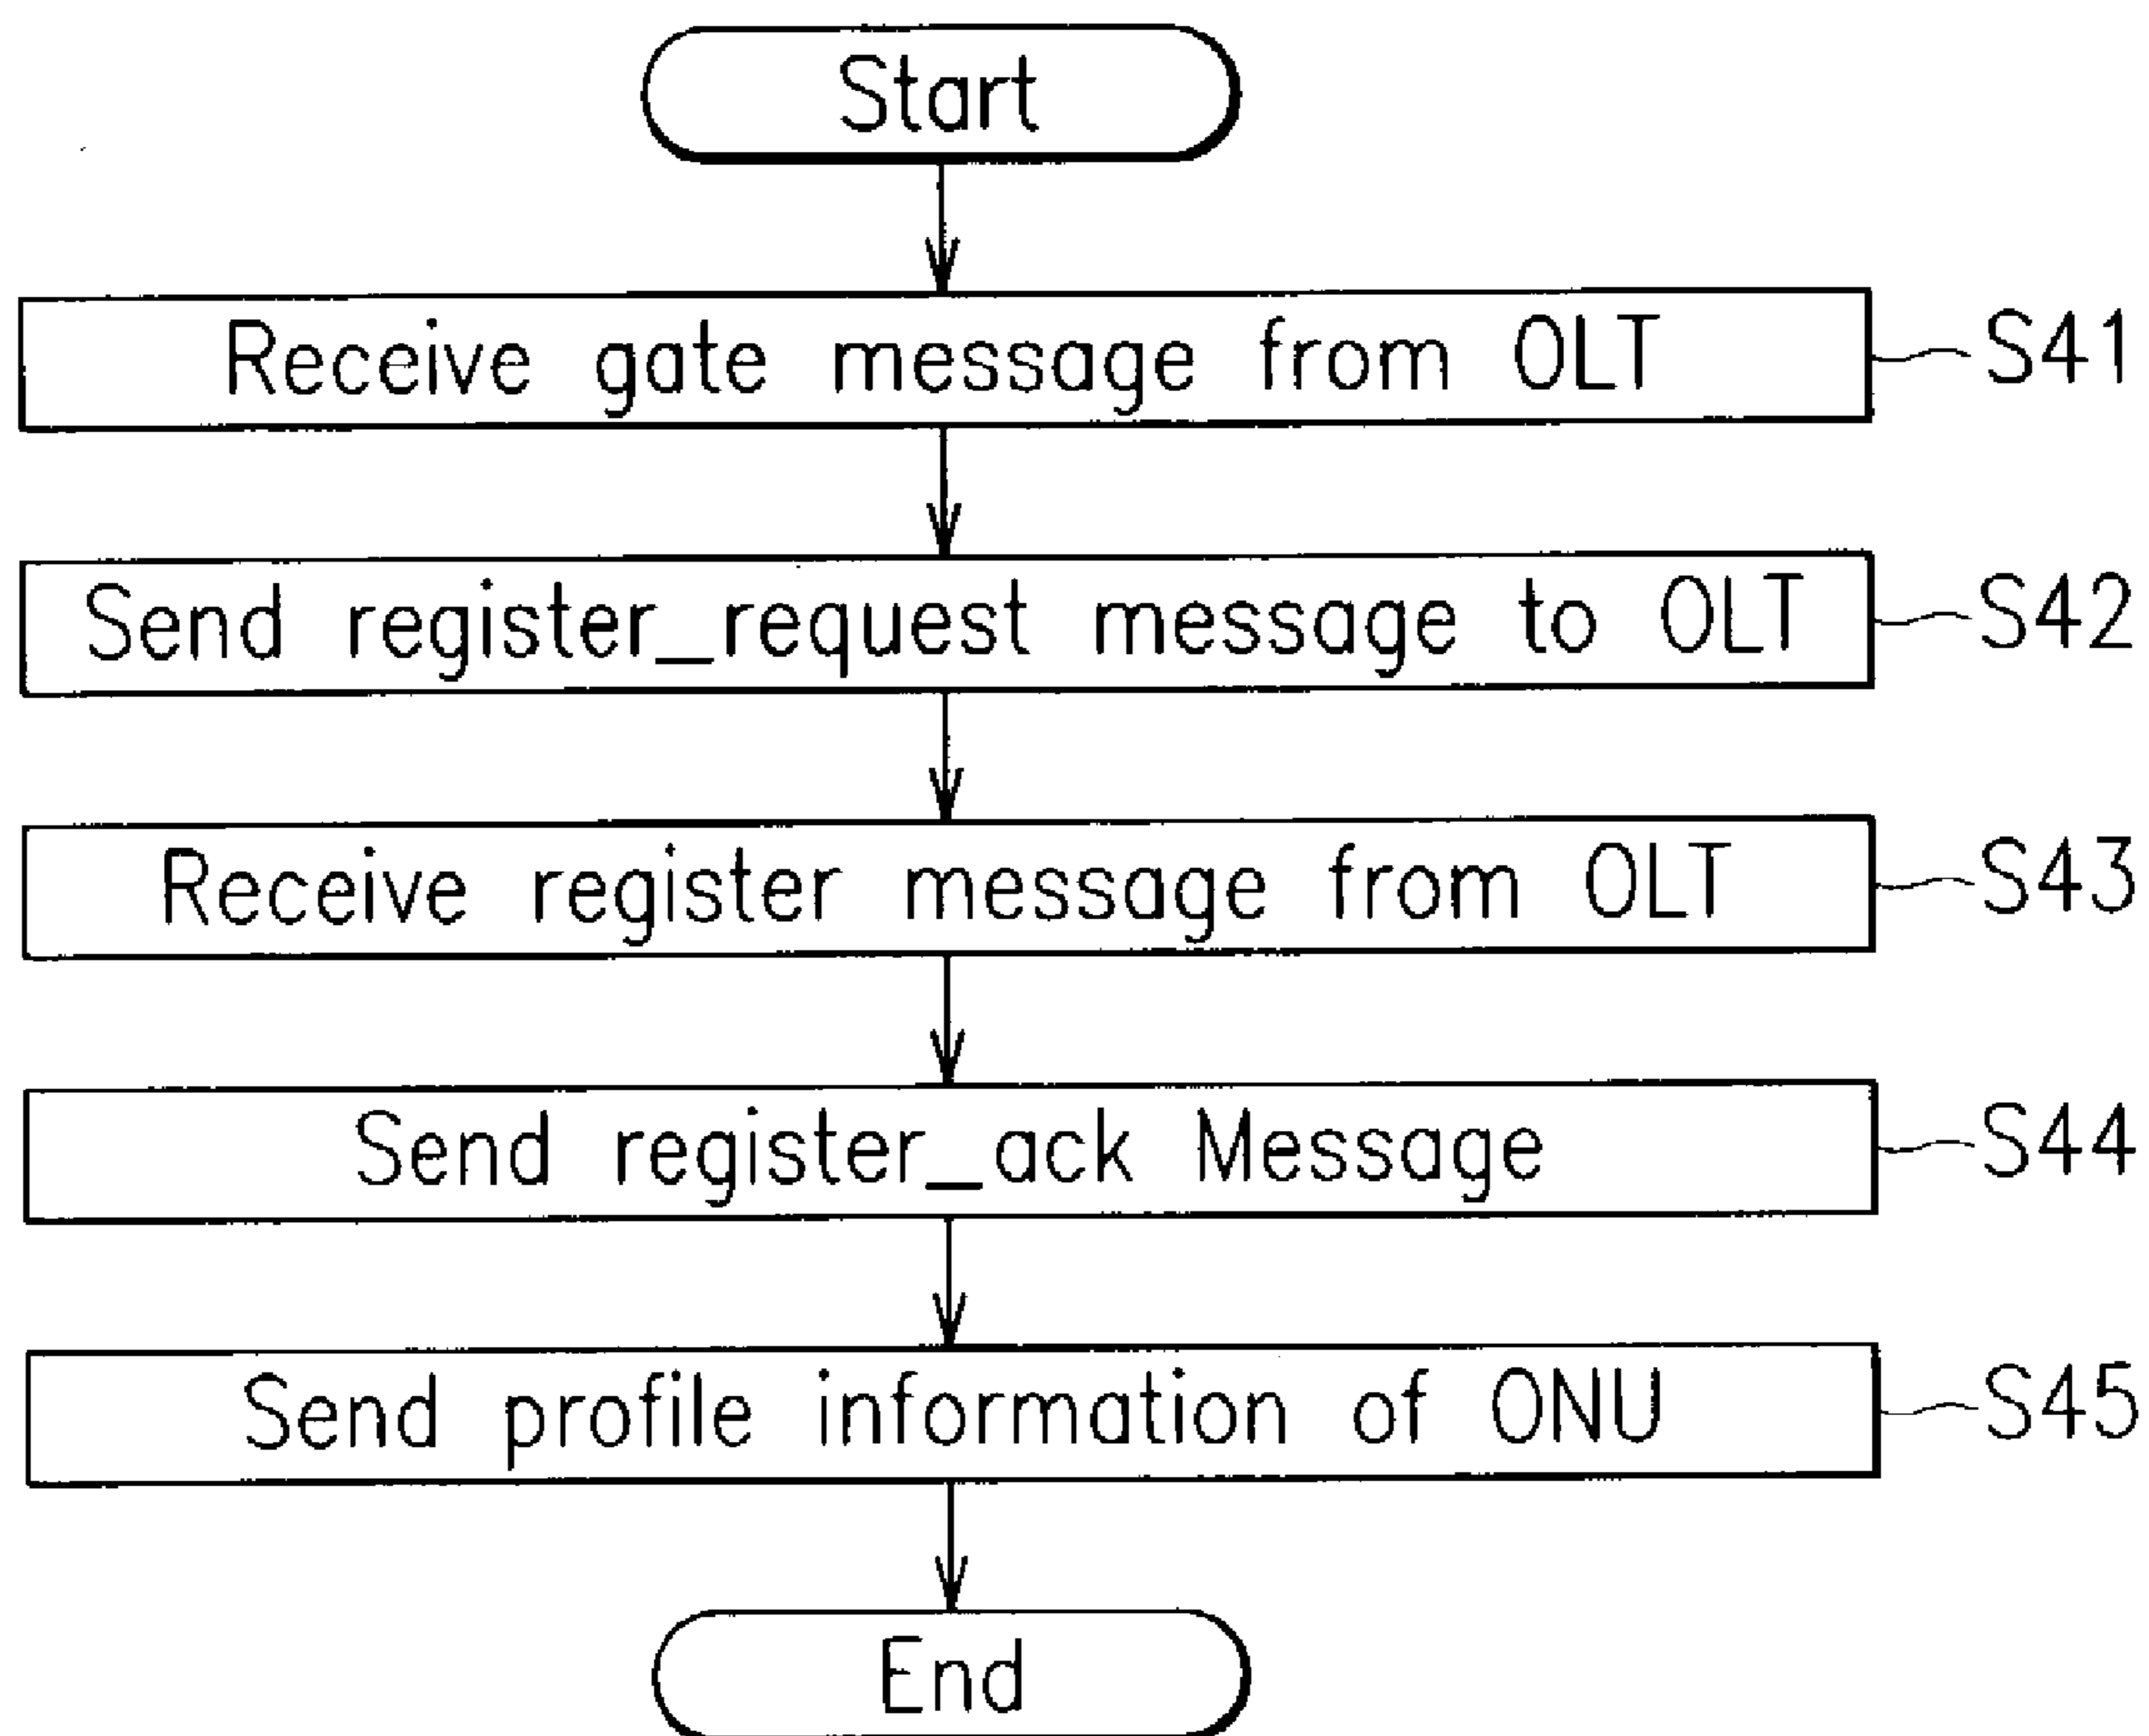 Start
Receive gate message from OLT
S41
Send register_request message to OLT
S42
Receive register message from OLT
S43
Send register_ack Message
S44
Send profile information of ONU
S45
End